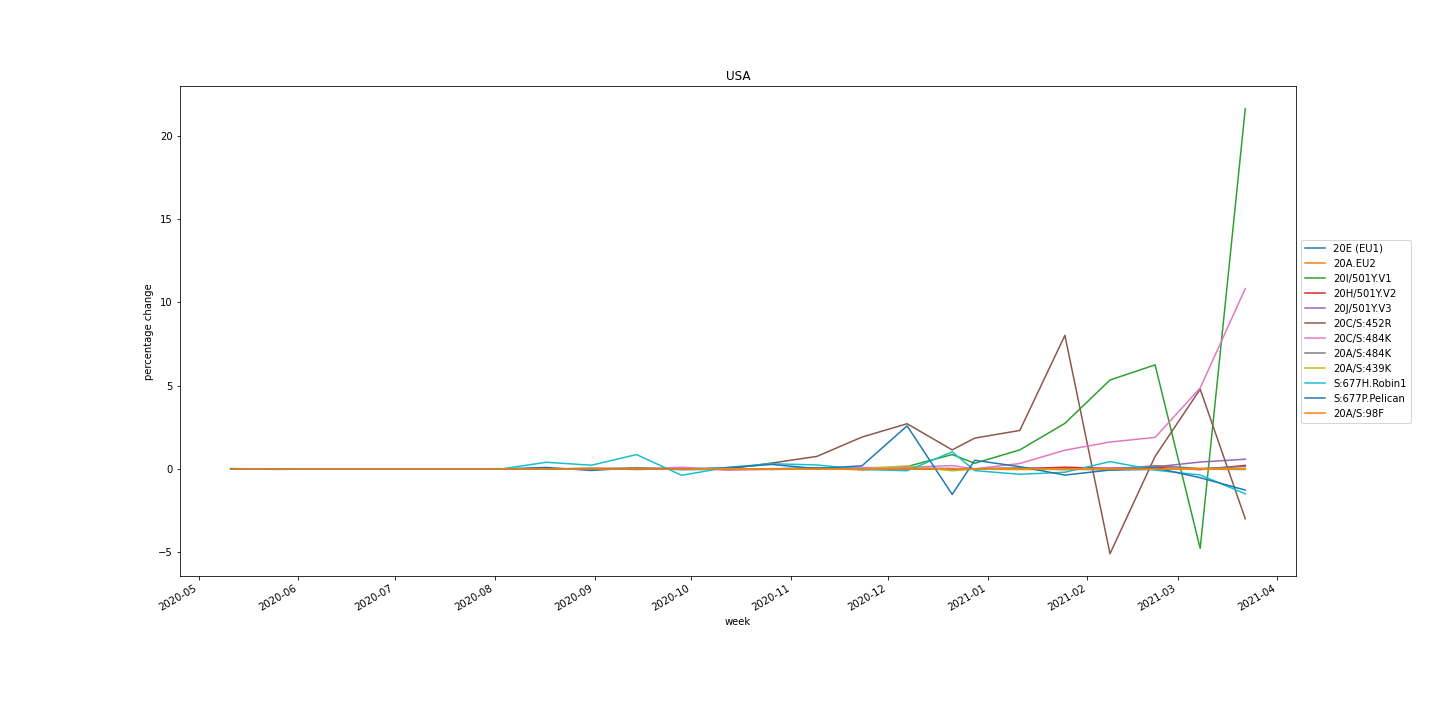 USA
percentage change
20
15
10
5
0
−5
2020-05
2020-06
2020-07
2020-08
2020-09
2020-10
2020-11
2020-12
2021-01
2021-02
2021-03
2021-04
week
20E (EU1)
20A.EU2
20I/501Y.V1
20H/501Y.V2
20J/501Y.V3
20C/S:452R
20C/S:484K
20A/S:484K
20A/S:439K
S:677H.Robin1
S:677P.Pelican
20A/S:98F